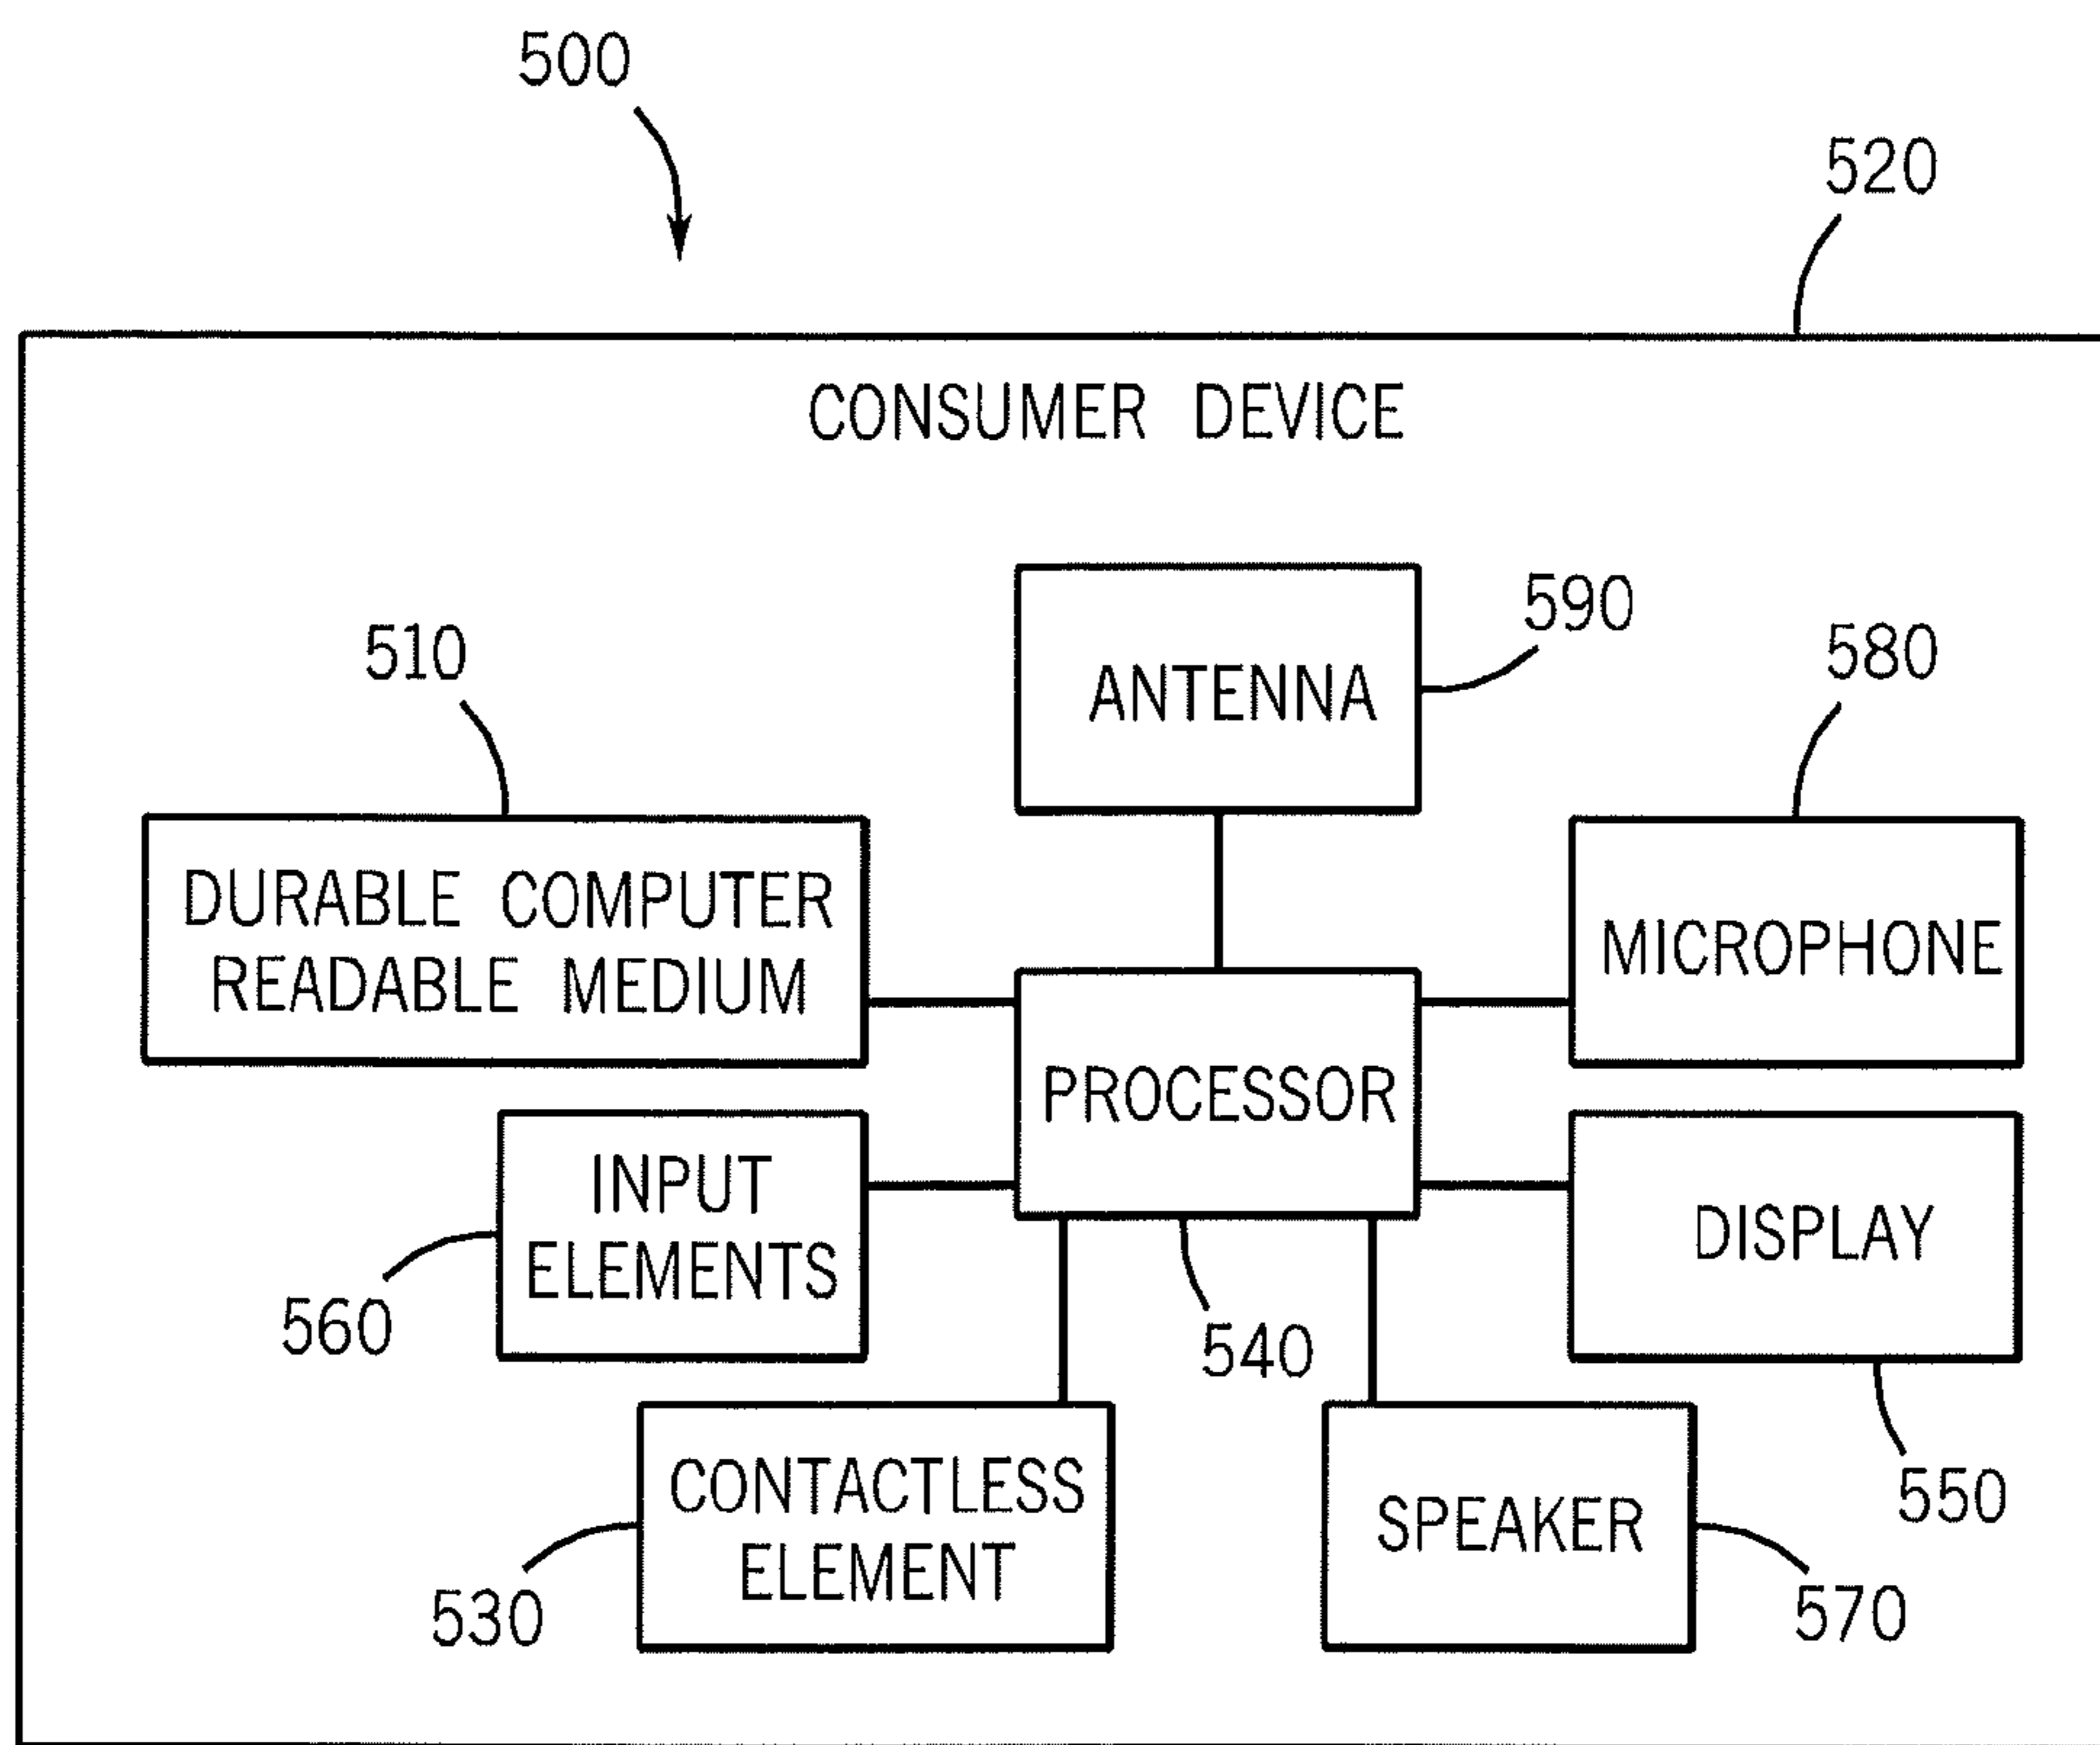 500
520
CONSUMER DEVICE
590
ANTENNA
510
580
DURABLE COMPUTER
READABLE MEDIUM
MICROPHONE
PROCESSOR
INPUT
ELEMENTS
560
540
DISPLAY
550
CONTACTLESS
ELEMENT
530
SPEAKER
570